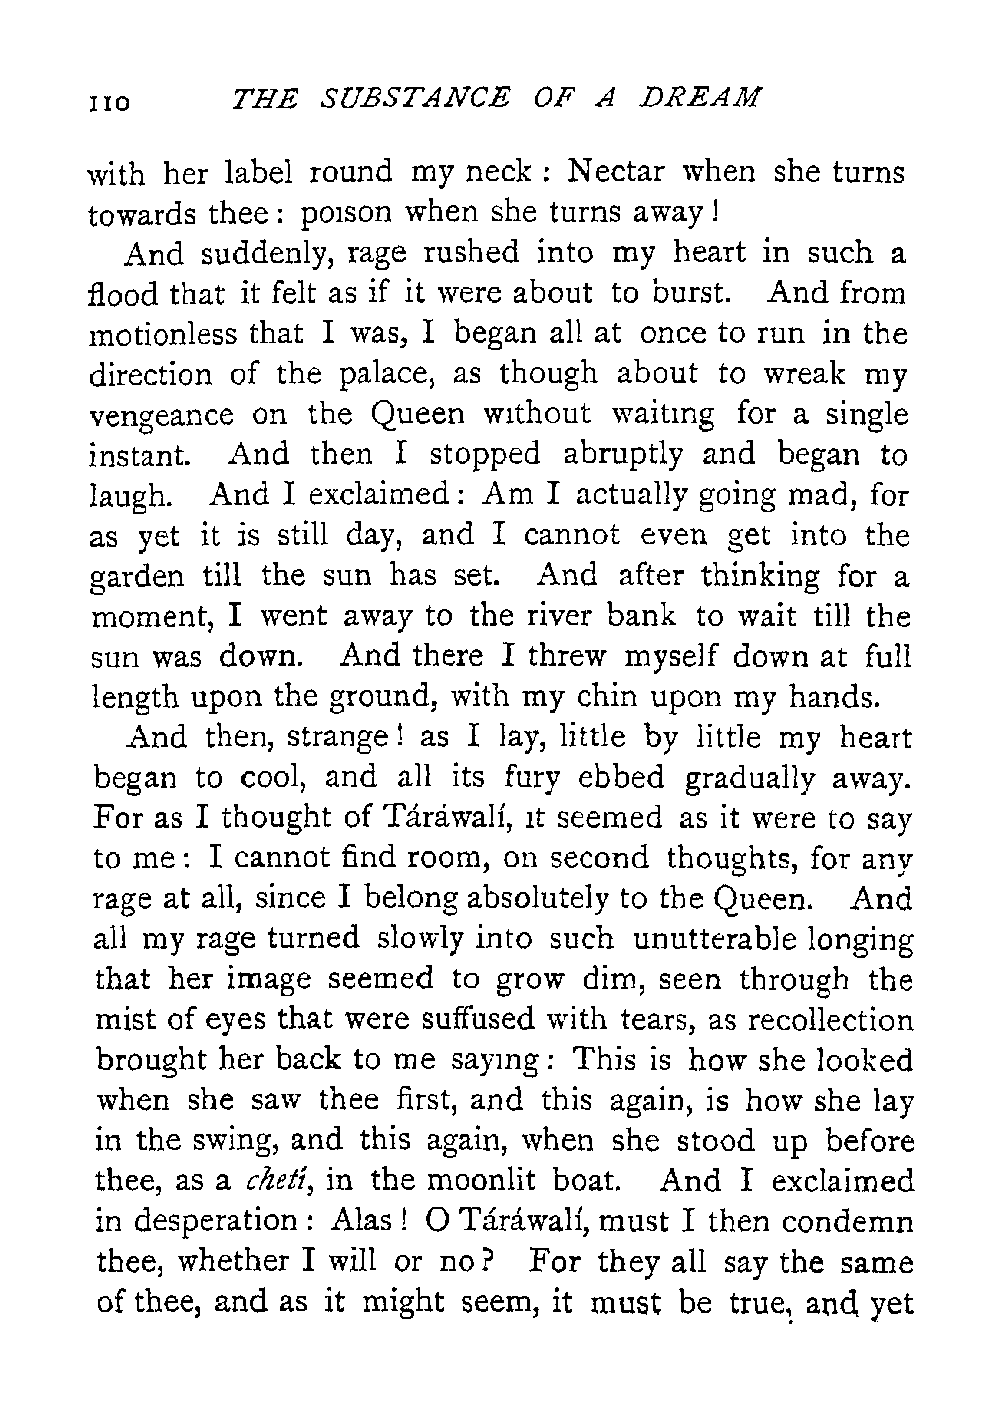 110 THE SUBSTANCE OF A DREAM
with her label round my neck : Nectar when she turns
towards thee : poison when she turns away !
And suddenly, rage rushed into my heart in such a
flood that it felt as if it were about to burst. And from
motionless that I was, I began all at once to run in the
direction of the palace, as though about to wreak my
vengeance on the Queen without waiting for a single
instant. And then I stopped abruptly and began to
laugh. And I exclaimed : Am I actually going mad, for
as yet it is still day, and I cannot even get into the
garden till the sun has set. And after thinking for a
moment, I went away to the river bank to wait till the
sun was down. And there I threw myself down at full
length upon the ground, with my chin upon my hands.
And then, strange ! as I lay, little by little my heart
began to cool, and all its fury ebbed gradually away.
For as I thought of Táráwalí, it seemed as it were to say
to me : I cannot find room, on second thoughts, for any
rage at all, since I belong absolutely to the Queen. And
all my rage turned slowly into such unutterable longing
that her image seemed to grow dim, seen through the
mist of eyes that were suffused with tears, as recollection
brought her back to me saying : This is how she looked
when she saw thee first, and this again, is how she lay
in the swing, and this again, when she stood up before
thee, as a chetí, in the moonlit boat. And I exclaimed
in desperation : Alas ! O Táráwalí, must I then condemn
thee, whether I will or no ? For they all say the same
of thee, and as it might seem, it must be true, and yet